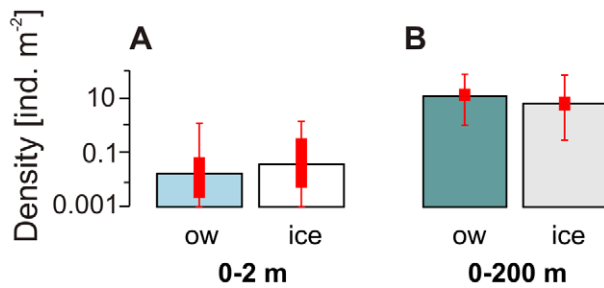 A
B
Density [ind. m-2]
10
0.1
0.001
ow
ice
ow
ice
0-2 m
0-200 m